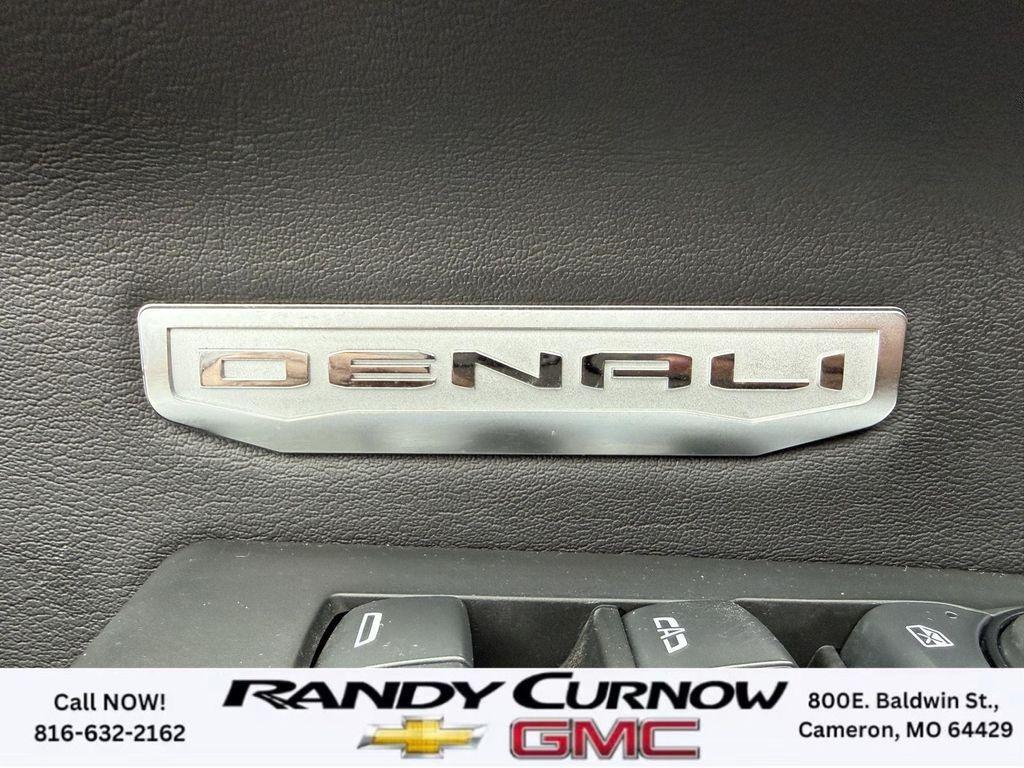 DENALI
Call NOW!
816-632-2162
RANDY CURNOW
GMC
800E. Baldwin St.,
Cameron, MO 64429